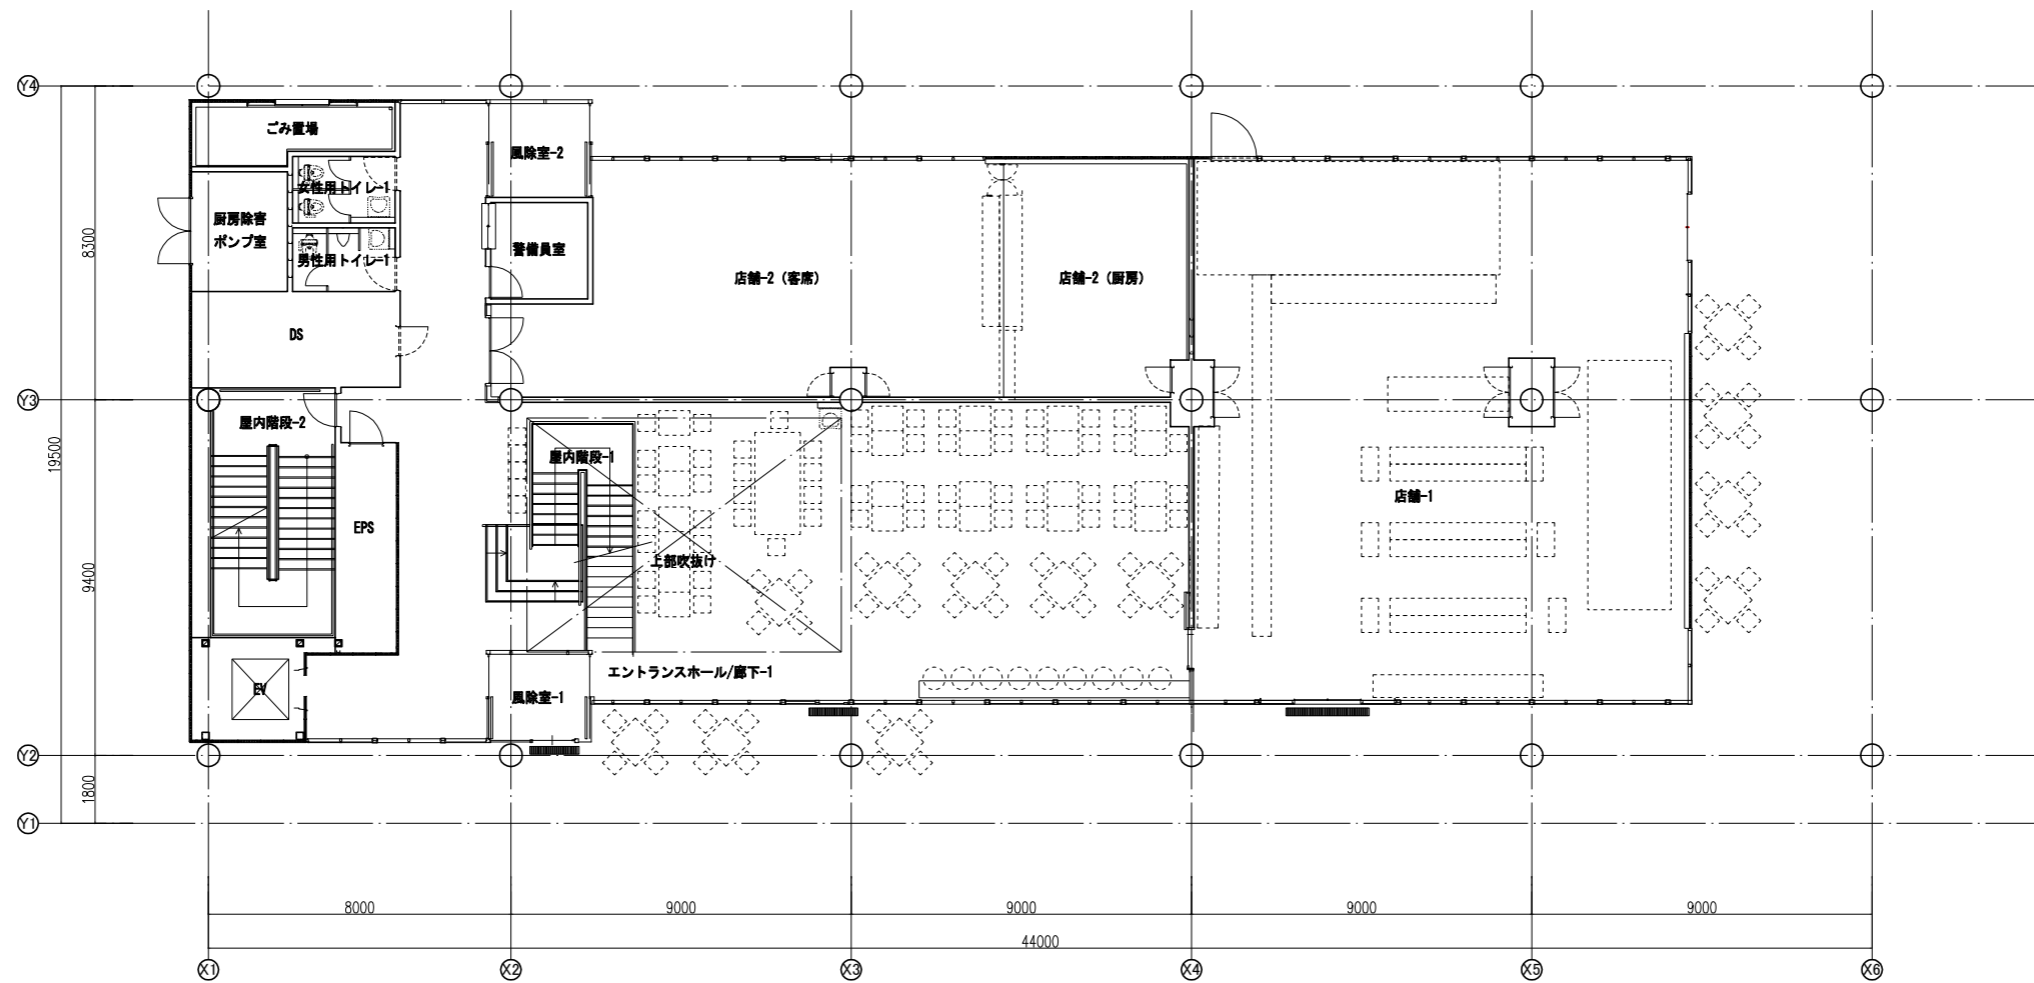 Y4
ごみ置場
風除室-2
女性用トイレ-1
厨房除害
ポンプ室
8300
警備員室
男性用トイレ-1
店舗-2（客席）
店舗-2（厨房）
DS
Y3
屋内階段-2
19500
屋内階段-1
店舗-1
EPS
9400
上部吹抜け
エントランスホール/廊下-1
EV
風除室-1
Y2
1800
Y1
8000
9000
9000
9000
9000
44000
X1
X2
X3
X4
X5
X6